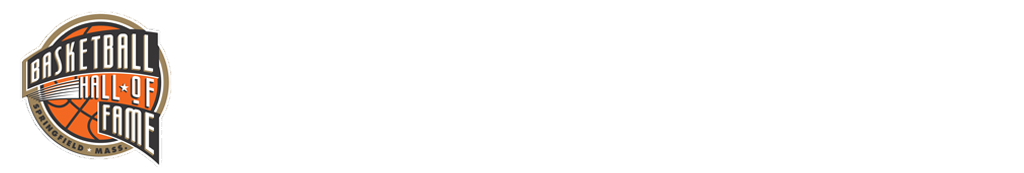 BASKETBALL
HALL★OF
FAME
SPRINGFIELD • MASS.